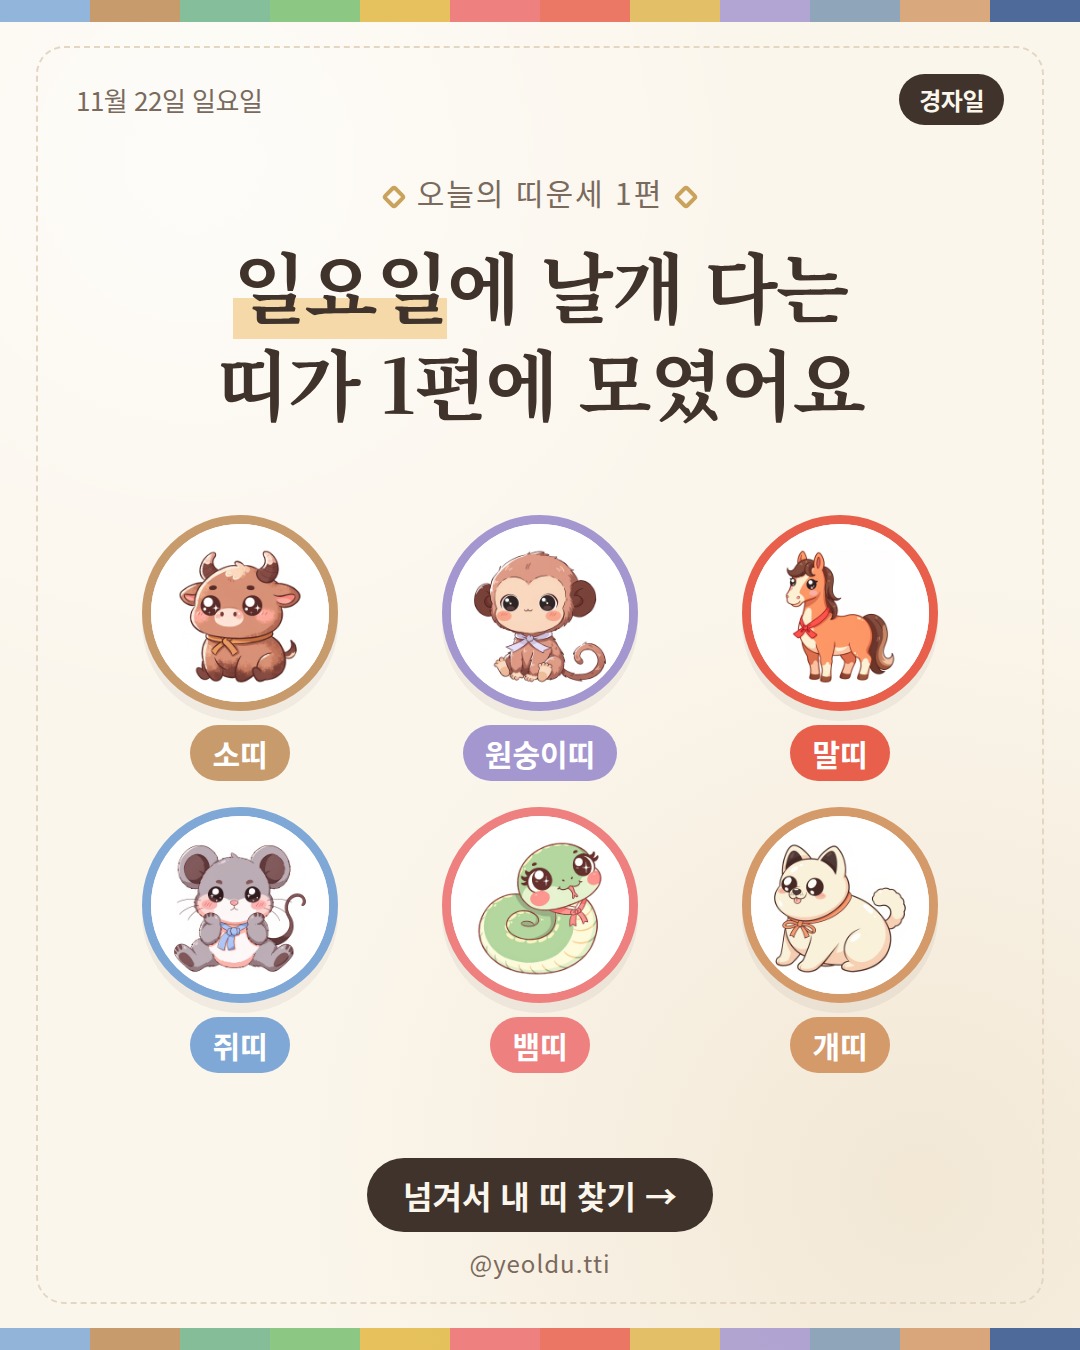 11월 22일 일요일
경자일
오늘의 띠운세 1편
일요일에 날개 다는
띠가 1편에 모였어요
소띠
원숭이띠
말띠
쥐띠
뱀띠
개띠
넘겨서 내 띠 찾기 →
@yeoldu.tti